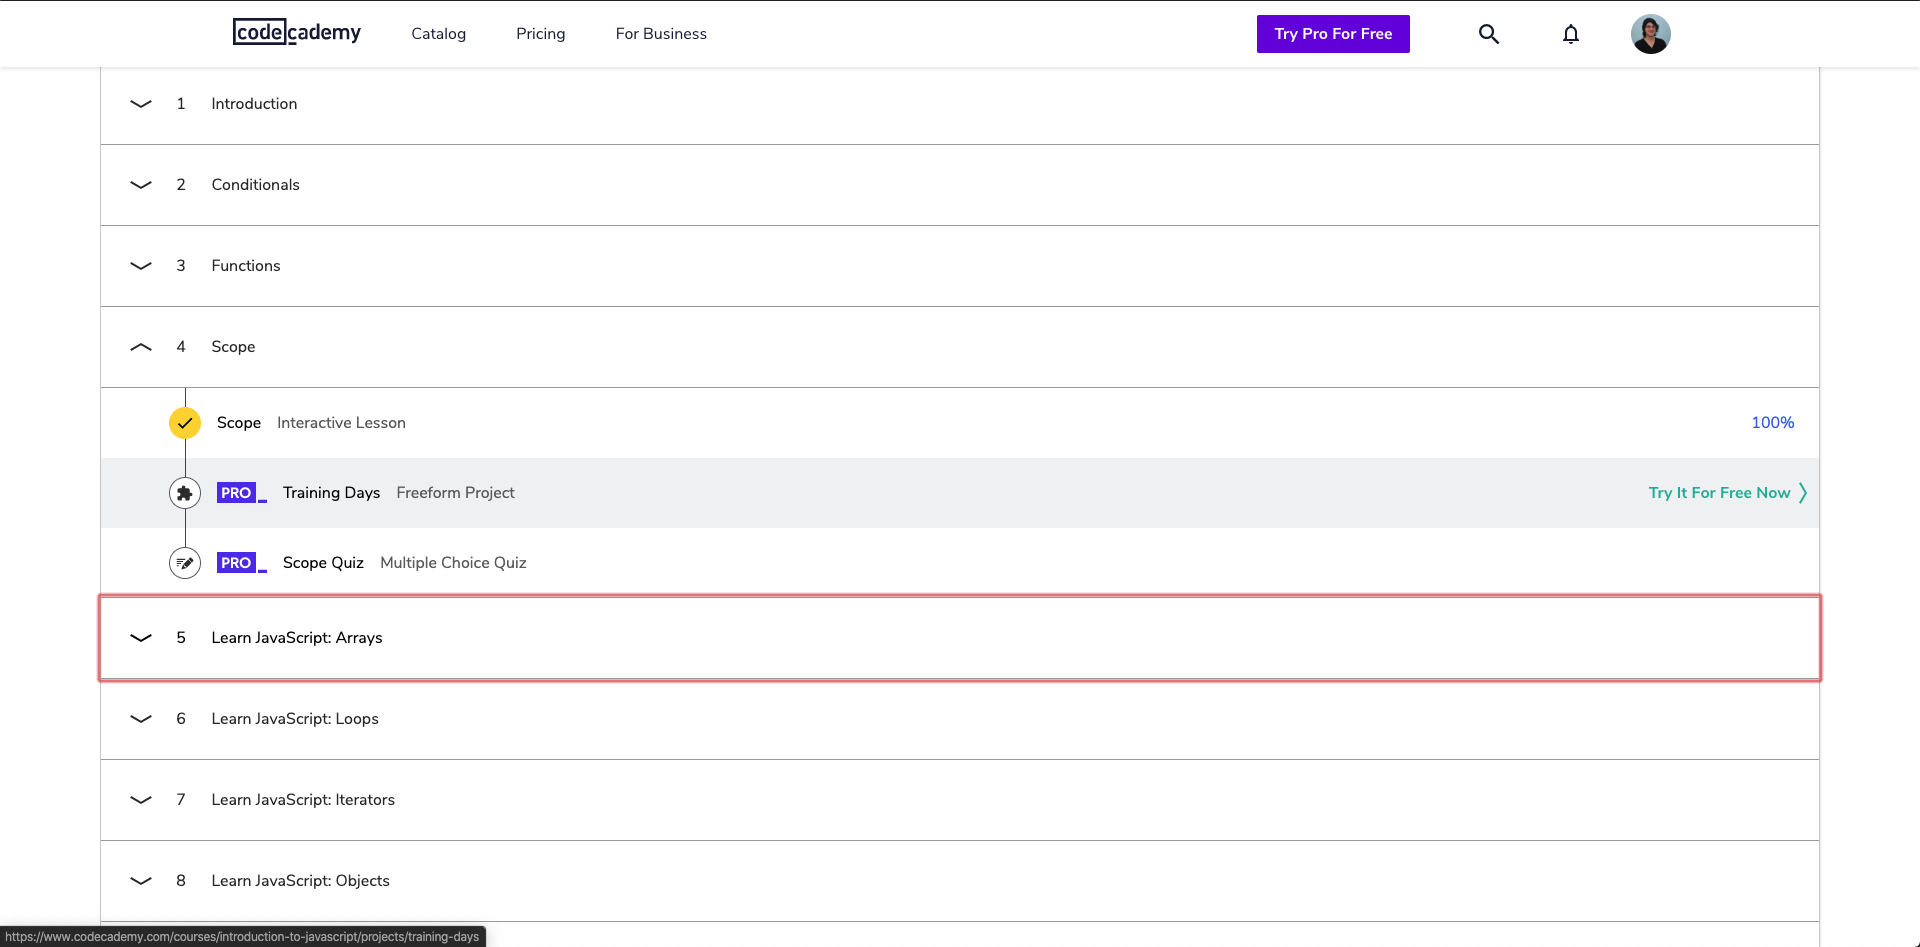 codecademy Catalog Pricing For Business Try Pro For Free
1 Introduction
2 Conditionals
3 Functions
4 Scope
Scope Interactive Lesson 100%
PRO Training Days Freeform Project Try It For Free Now
PRO Scope Quiz Multiple Choice Quiz
5 Learn JavaScript: Arrays
6 Learn JavaScript: Loops
7 Learn JavaScript: Iterators
8 Learn JavaScript: Objects
https://www.codecademy.com/courses/introduction-to-javascript/projects/training-days